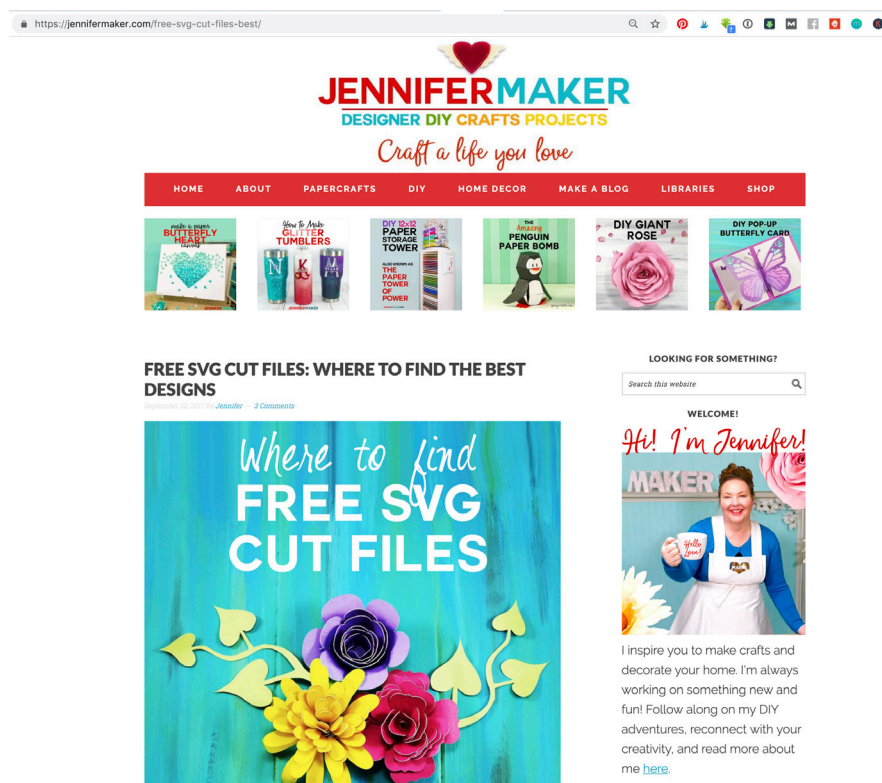 https://jennifermaker.com/free-svg-cut-files-best/
JENNIFERMAKER
DESIGNER DIY CRAFTS PROJECTS
Craft a life you love
HOME ABOUT PAPERCRAFTS DIY HOME DECOR MAKE A BLOG LIBRARIES SHOP
make a paper
BUTTERFLY
HEART
canvas
How to Make
GLITTER
TUMBLERS
N K M
JENNIFERMAKER
DIY 12x12
PAPER
STORAGE
TOWER
ALSO KNOWN AS
THE
PAPER
TOWER
OF
POWER
THE
Amazing
PENGUIN
PAPER BOMB
DIY GIANT
ROSE
DIY POP-UP
BUTTERFLY CARD
FREE SVG CUT FILES: WHERE TO FIND THE BEST
DESIGNS
September 22, 2017 by Jennifer — 3 Comments
Where to find
FREE SVG
CUT FILES
LOOKING FOR SOMETHING?
Search this website
WELCOME!
Hi! I'm Jennifer!
MAKER
Hello
Love!
I inspire you to make crafts and
decorate your home. I'm always
working on something new and
fun! Follow along on my DIY
adventures, reconnect with your
creativity, and read more about
me here.